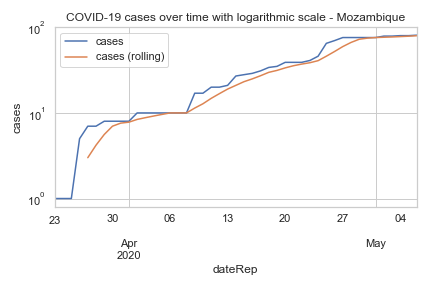 COVID-19 cases over time with logarithmic scale - Mozambique
cases
cases (rolling)
10²
10¹
10⁰
cases
23 30 06 13 20 27 04
Apr May
2020
dateRep